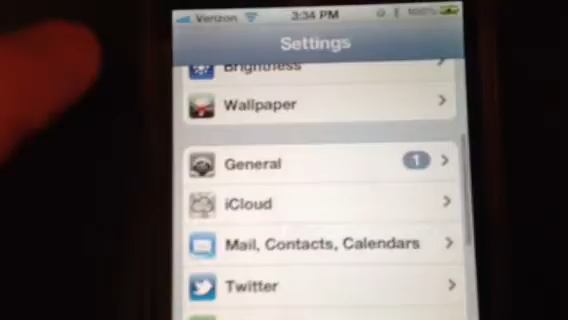 Verizon 3:34 PM 100%
Settings
Brightness
Wallpaper
General 1
iCloud
Mail, Contacts, Calendars
Twitter